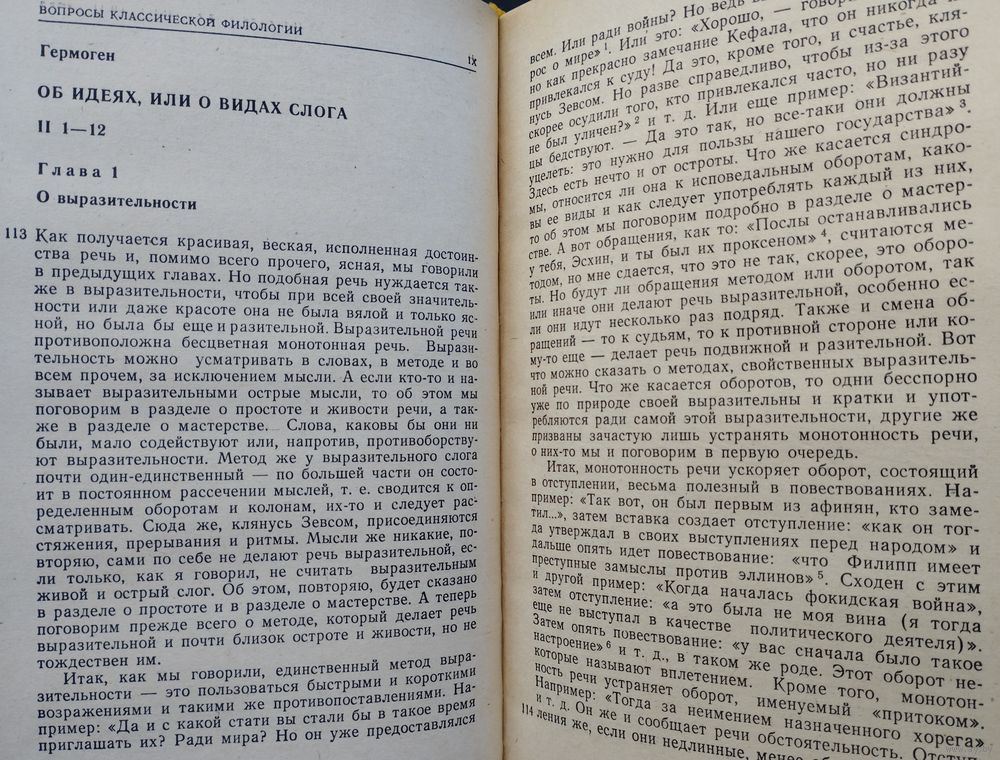 ВОПРОСЫ КЛАССИЧЕСКОЙ ФИЛОЛОГИИ
IX
Гермоген
ОБ ИДЕЯХ, ИЛИ О ВИДАХ СЛОГА
II 1—12
Глава 1
О выразительности
113 Как получается красивая, веская, исполненная достоин-
ства речь и, помимо всего прочего, ясная, мы говорили
в предыдущих главах. Но подобная речь нуждается так-
же в выразительности, чтобы при всей своей значитель-
ности или даже красоте она не была вялой и только яс-
ной, но была бы еще и разительной. Выразительной речи
противоположна бесцветная монотонная речь. Вырази-
тельность можно усматривать в словах, в методе и во
всем прочем, за исключением мысли. А если кто-то и на-
зывает выразительными острые мысли, то об этом мы
поговорим в разделе о простоте и живости речи, а так-
же в разделе о мастерстве. Слова, каковы бы они ни
были, мало содействуют или, напротив, противоборству-
ют выразительности. Метод же у выразительного слога
почти один-единственный — по большей части он состо-
ит в постоянном рассечении мыслей, т. е. сводится к оп-
ределенным оборотам и колонам, их-то и следует рас-
сматривать. Сюда же, клянусь Зевсом, присоединяются
стяжения, прерывания и ритмы. Мысли же никакие, по-
вторяю, сами по себе не делают речь выразительной, ес-
ли только, как я говорил, не считать выразительным
живой и острый слог. Об этом, повторяю, будет сказано
в разделе о простоте и в разделе о мастерстве. А теперь
поговорим прежде всего о методе, который делает речь
выразительной и почти близок остроте и живости, но не
тождествен им.
Итак, как мы говорили, единственный метод выра-
зительности — это пользоваться быстрыми и короткими
возражениями и такими же противопоставлениями. На-
пример: «Да и с какой стати вы стали бы в такое время
приглашать их? Ради мира? Но он уже предоставлялся
всем. Или ради войны? Но ведь
рос о мире» 1. Или это: «Хорошо, —
но как прекрасно замечание Кефала, что он никогда
привлекался к суду! Да это, кроме того, и счастье, кля-
нусь Зевсом. Но разве справедливо, чтобы из-за этого
скорее осудили того, кто привлекался часто, но ни разу
не был уличен?» 2 и т. д. Или еще пример: «Византий-
цы бедствуют. — Да это так, но все-таки они должны
уцелеть: это нужно для пользы нашего государства» 3.
Здесь есть нечто и от остроты. Что же касается синдро-
мы, относится ли она к исповедальным оборотам, како-
вы ее виды и как следует употреблять каждый из них,
то об этом мы поговорим подробно в разделе о мастер-
стве. А вот обращения, как то: «Послы останавливались
у тебя, Эсхин, и ты был их проксеном» 4, считаются ме-
тодом, но мне сдается, что это не так, скорее, это оборо-
ты. Но будут ли обращения методом или оборотом, так
или иначе они делают речь выразительной, особенно ес-
ли они идут несколько раз подряд. Также и смена об-
ращений — то к судьям, то к противной стороне или ко-
му-то еще — делает речь подвижной и разительной. Вот
что можно сказать о методах, свойственных выразитель-
ной речи. Что же касается оборотов, то одни бесспорно
уже по природе своей выразительны и кратки и упот-
ребляются ради самой этой выразительности, другие же
призваны зачастую лишь устранять монотонность речи,
о них-то мы и поговорим в первую очередь.
Итак, монотонность речи ускоряет оборот, состоящий
в отступлении, весьма полезный в повествованиях. На-
пример: «Так вот, он был первым из афинян, кто заме-
тил...», затем вставка создает отступление: «как он тог-
да утверждал в своих выступлениях перед народом» и
дальше опять идет повествование: «что Филипп имеет
преступные замыслы против эллинов» 5. Сходен с этим
и другой пример: «Когда началась фокидская война»,
затем отступление: «а это была не моя вина (я тогда
еще не выступал в качестве политического деятеля)».
Затем опять повествование: «у вас сначала было такое
настроение» 6 и т. д., в таком же роде. Этот оборот не-
которые называют вплетением. Кроме того, монотон-
ность речи устраняет оборот, именуемый «притоком».
Например: «Тогда за неимением назначенного хорега»
и т. д. Он же и сообщает речи обстоятельность. Отступ-
114 ления же, если они недлинные, менее